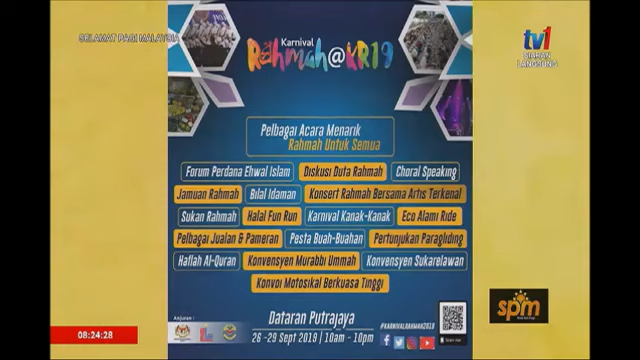 SELAMAT PAGI MALAYSIA
tv1
SIARAN LANGSUNG
Karnival
Rahmah@KR19
Pelbagai Acara Menarik
Rahmah Untuk Semua
Forum Perdana Ehwal Islam
Diskusi Duta Rahmah
Choral Speaking
Jamuan Rahmah
Bilal Idaman
Konsert Rahmah Bersama Artis Terkenal
Sukan Rahmah
Halal Fun Run
Karnival Kanak-Kanak
Eco Alami Ride
Pelbagai Jualan & Pameran
Pesta Buah-Buahan
Pertunjukan Paragliding
Haflah Al-Quran
Konvensyen Murabbi Ummah
Konvensyen Sukarelawan
Konvoi Motosikal Berkuasa Tinggi
Anjuran :
Dataran Putrajaya
26 -29 Sept 2019 | 10am - 10pm
#KARNIVALRAHMAH2019
spm
08:24:28